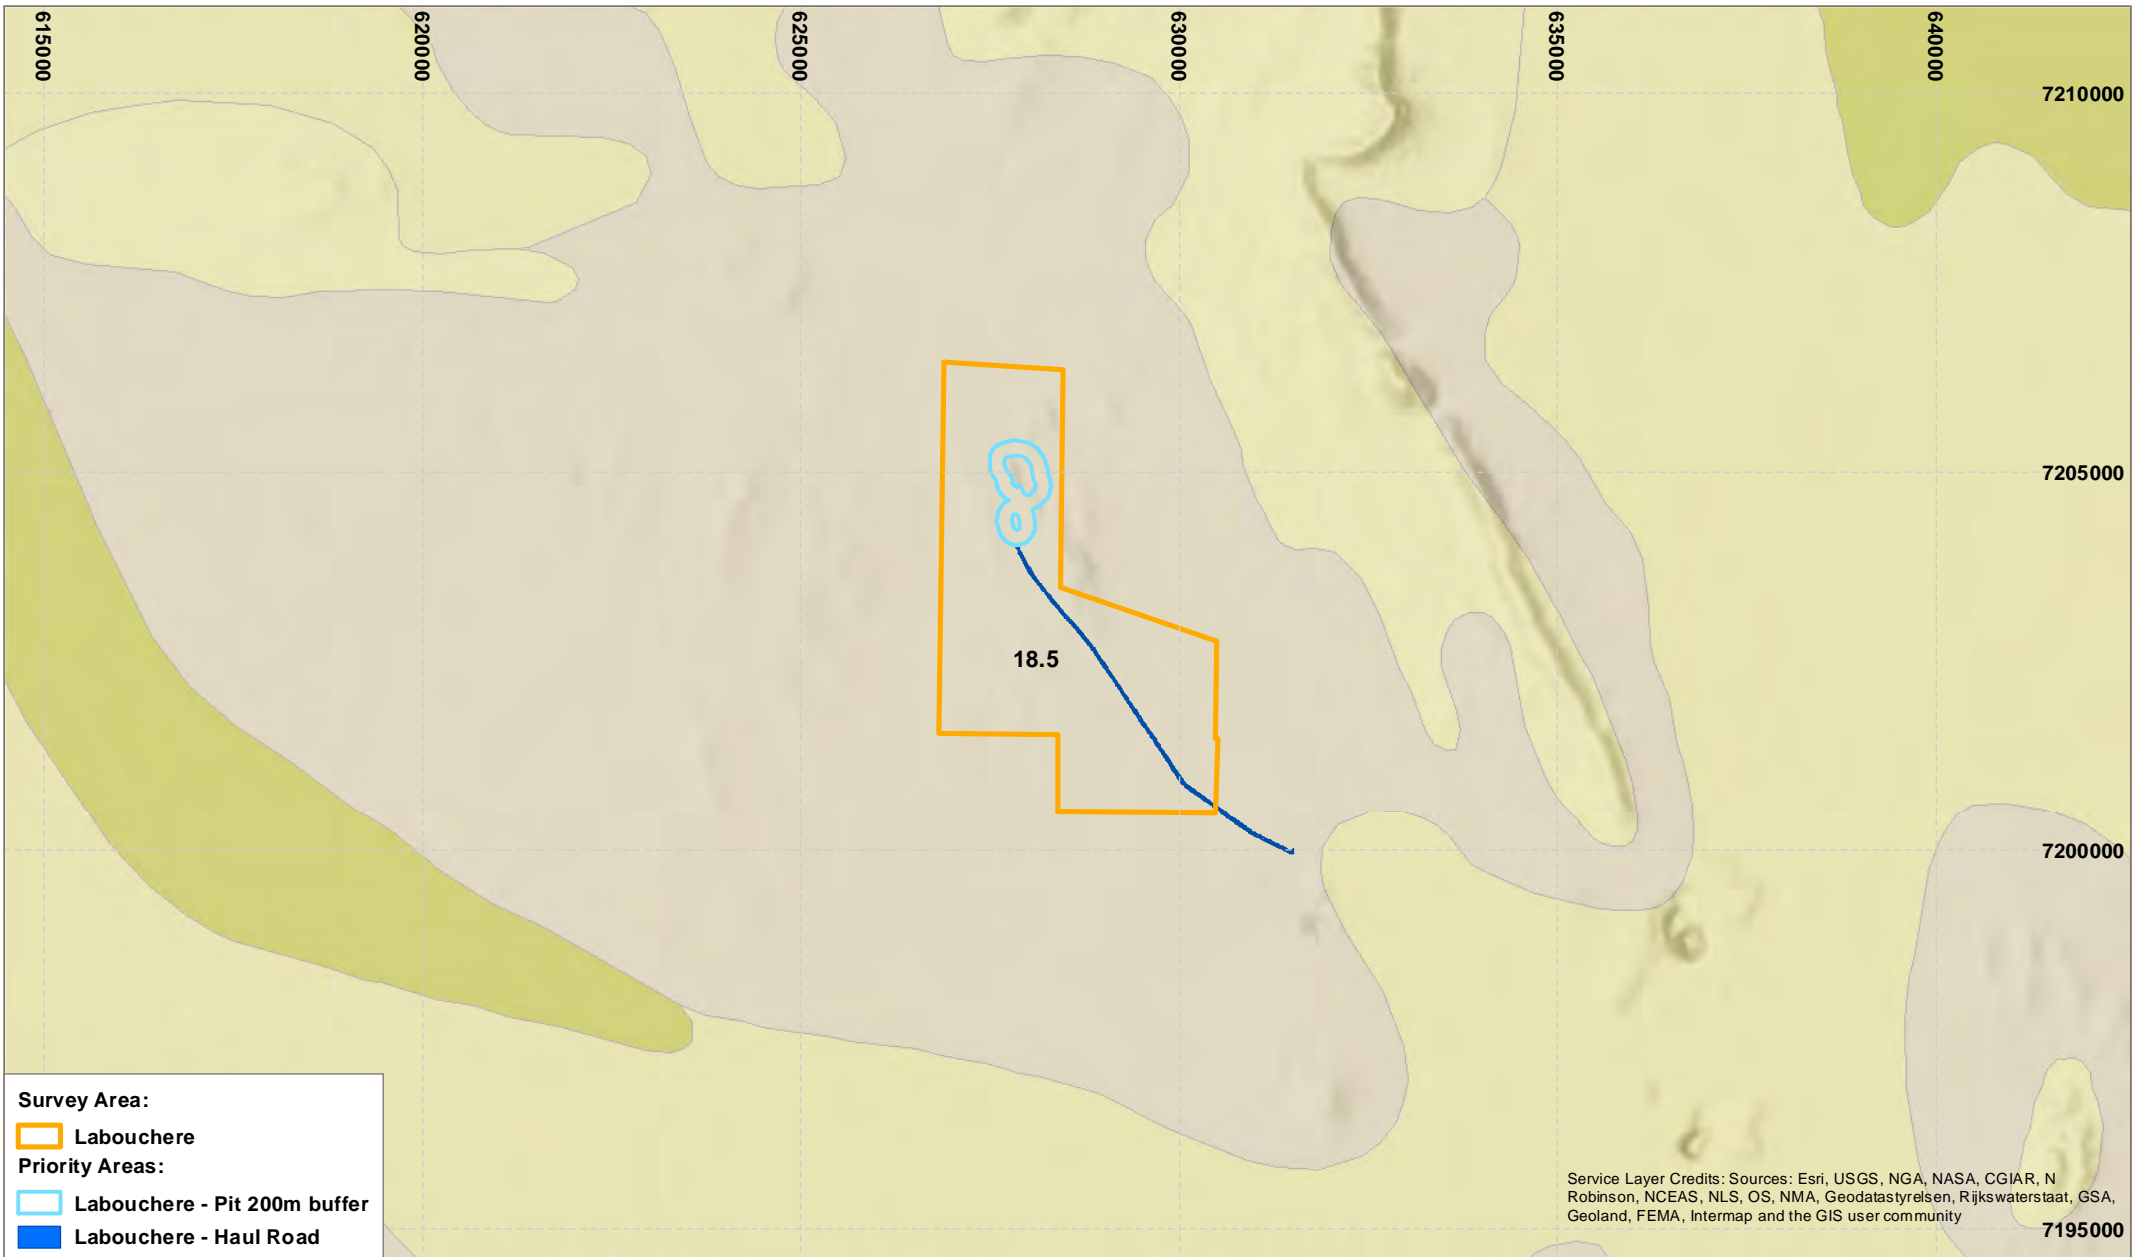 615000
620000
625000
630000
635000
640000
7210000
7205000
18.5
7200000
Survey Area:
Labouchere
Priority Areas:
Labouchere - Pit 200m buffer
Labouchere - Haul Road
Service Layer Credits: Sources: Esri, USGS, NGA, NASA, CGIAR, N
Robinson, NCEAS, NLS, OS, NMA, Geodatastyrelsen, Rijkswaterstaat, GSA,
Geoland, FEMA, Intermap and the GIS user community
7195000